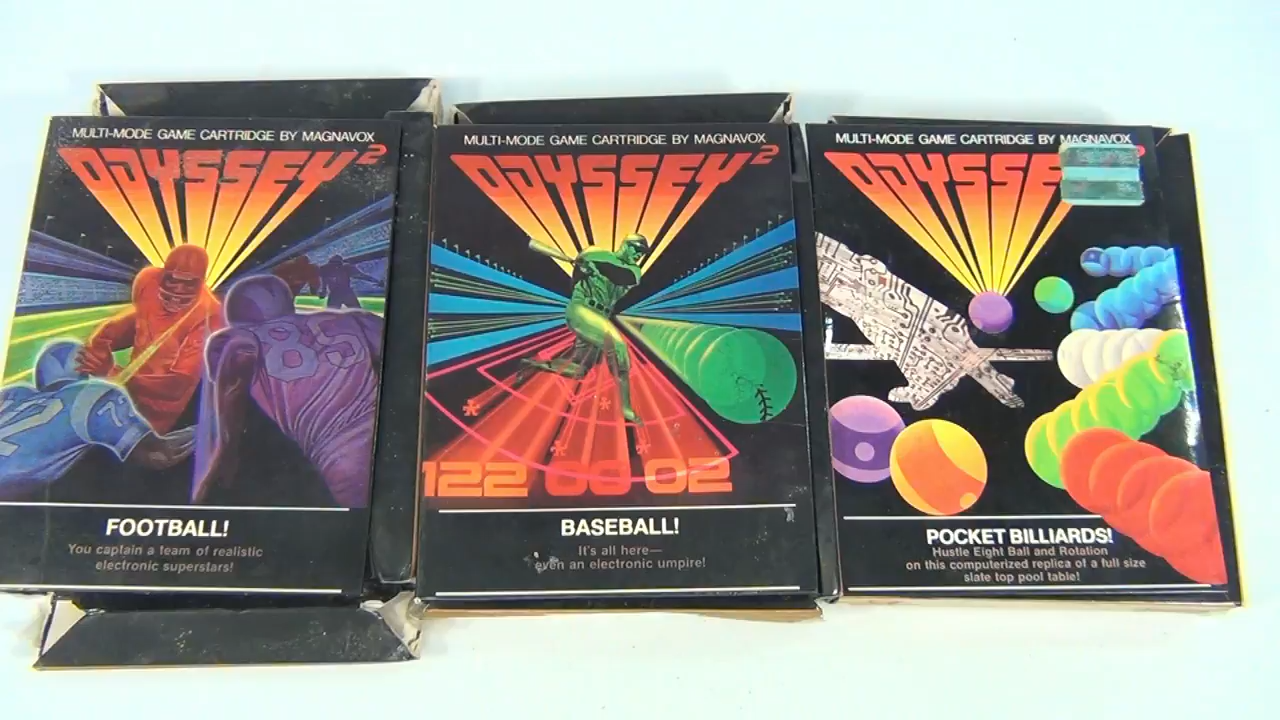 MULTI-MODE GAME CARTRIDGE BY MAGNAVOX
ODYSSEY2
85
72
FOOTBALL!
You captain a team of realistic
electronic superstars!
MULTI-MODE GAME CARTRIDGE BY MAGNAVOX
ODYSSEY2
122 00 02
BASEBALL!
It's all here—
even an electronic umpire!
MULTI-MODE GAME CARTRIDGE BY MAGNAVOX
ODYSSE
POCKET BILLIARDS!
Hustle Eight Ball and Rotation
on this computerized replica of a full size
slate top pool table!